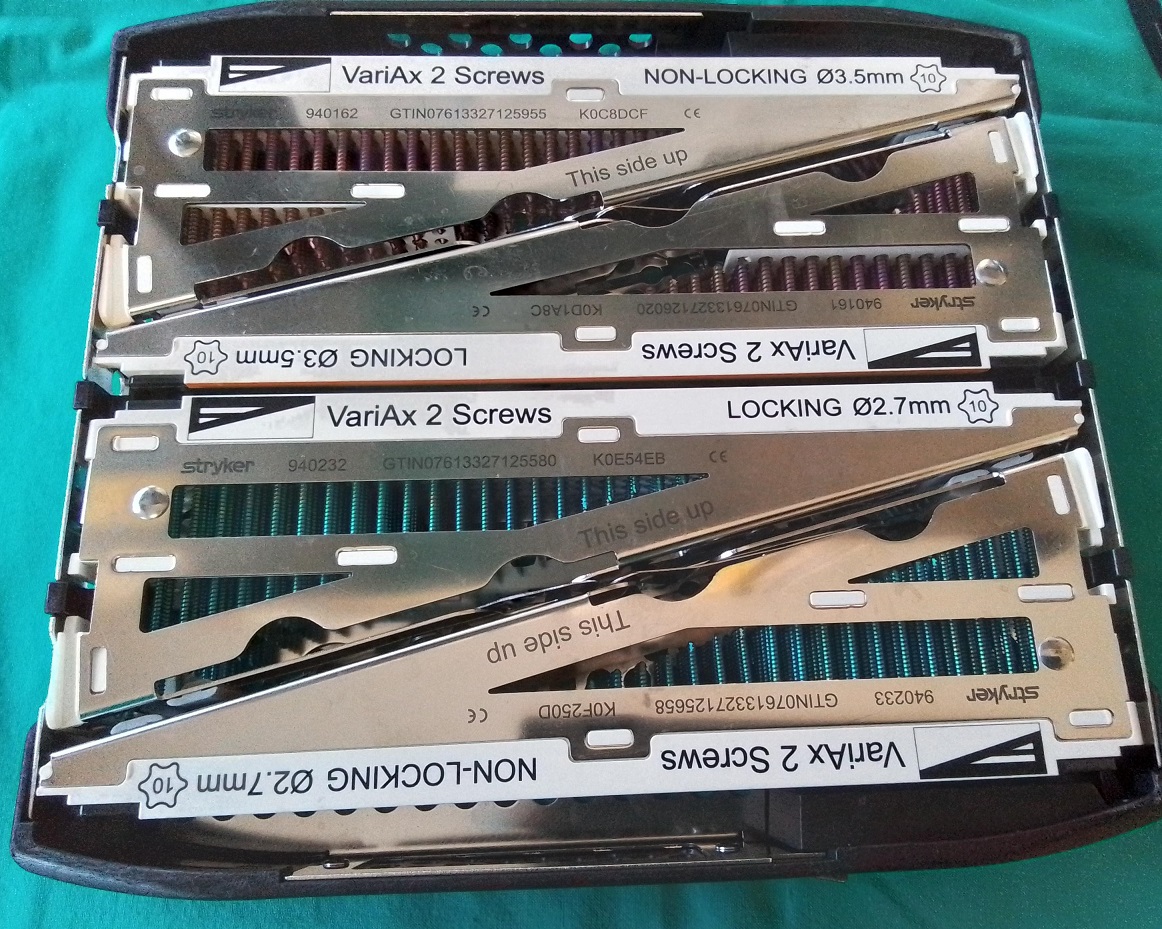 VariAx 2 Screws NON-LOCKING Ø3.5mm 10
stryker 940162 GTIN07613327125955 K0C8DCF CE
This side up
stryker 940161 GTIN07613327126020 K0D1A8C CE
VariAx 2 Screws LOCKING Ø3.5mm 10
VariAx 2 Screws LOCKING Ø2.7mm 10
stryker 940232 GTIN07613327125580 K0E54EB CE
This side up
This side up
stryker 940233 GTIN07613327125658 K0F250D CE
VariAx 2 Screws NON-LOCKING Ø2.7mm 10